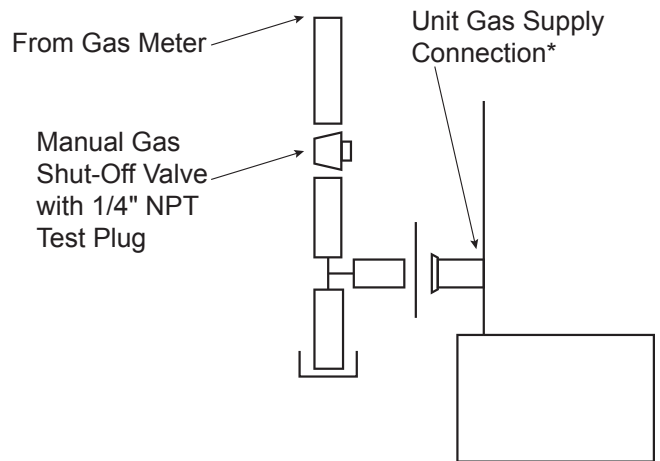 From Gas Meter
Unit Gas Supply
Connection*
Manual Gas
Shut-Off Valve
with 1/4" NPT
Test Plug